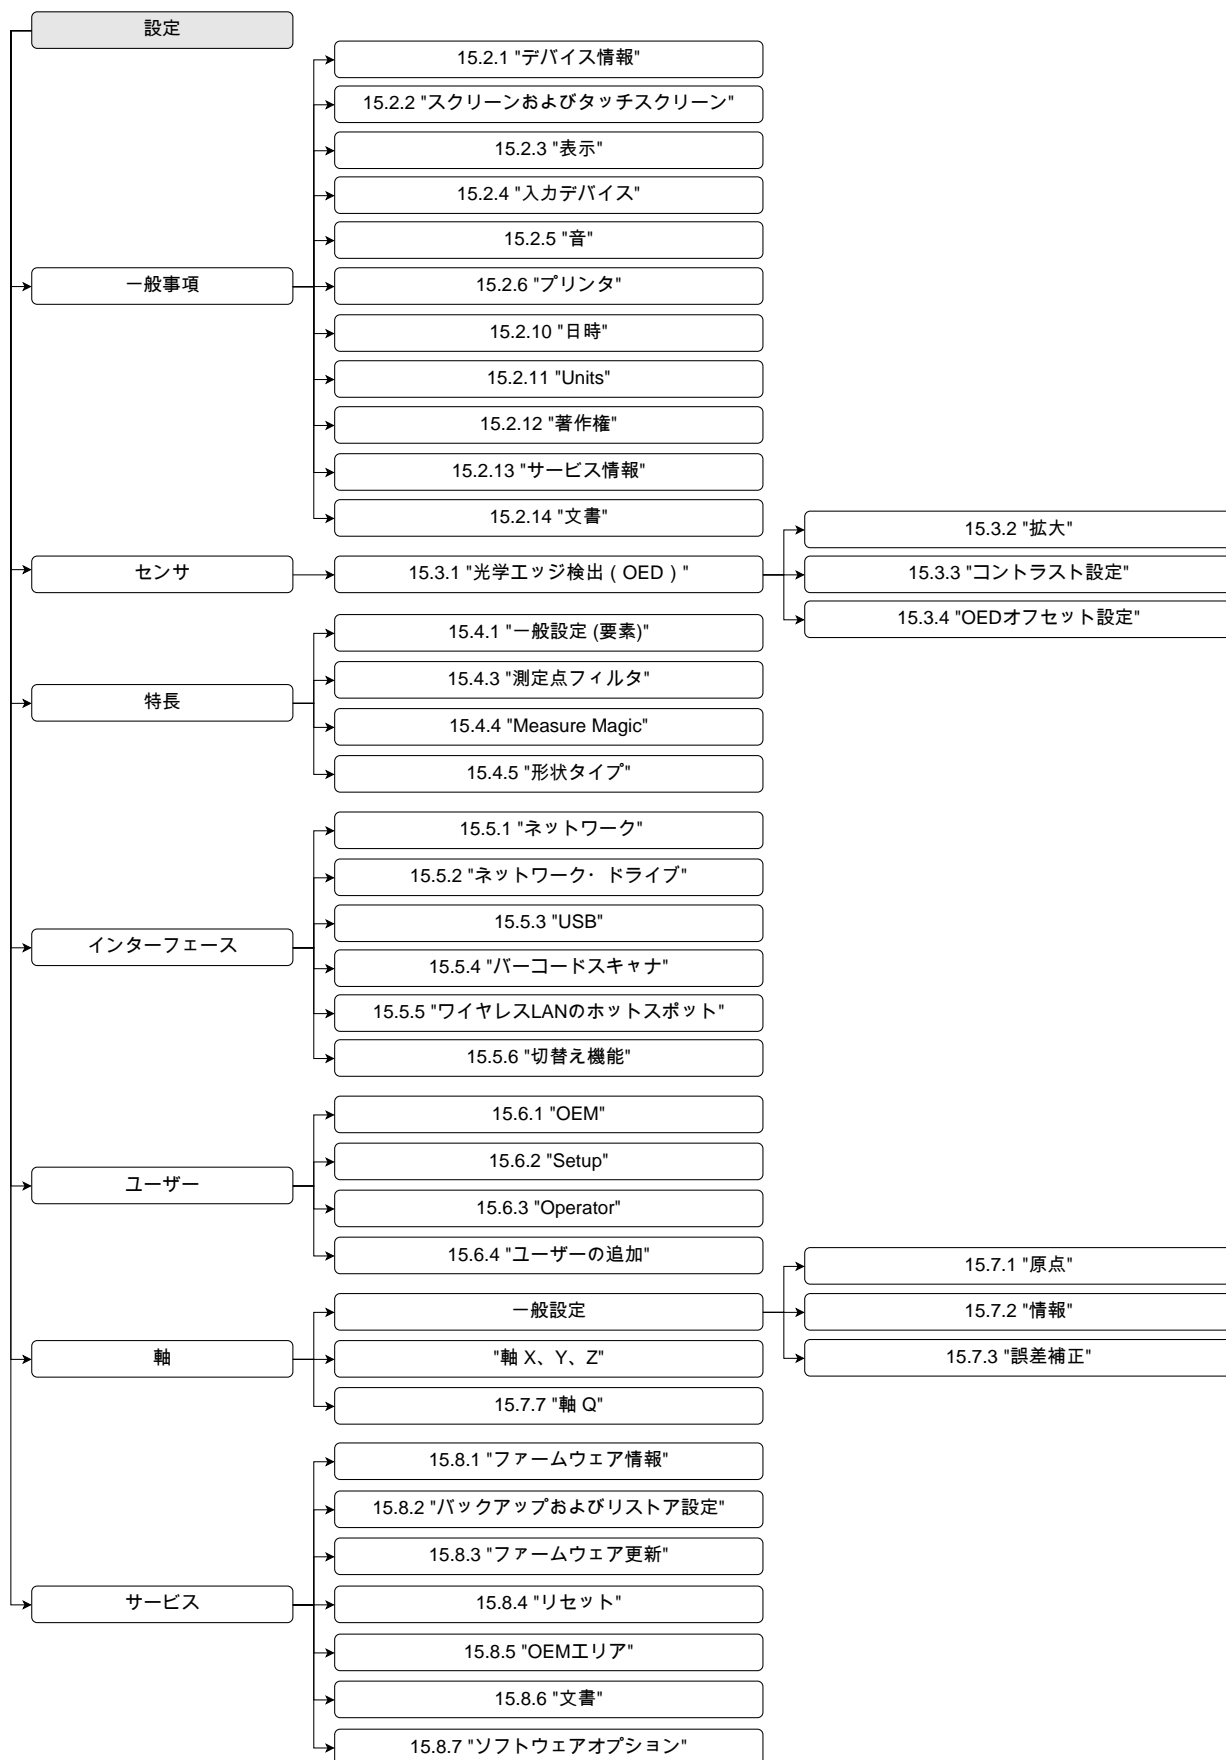 設定
一般事項
15.2.1 "デバイス情報"
15.2.2 "スクリーンおよびタッチスクリーン"
15.2.3 "表示"
15.2.4 "入力デバイス"
15.2.5 "音"
15.2.6 "プリンタ"
15.2.10 "日時"
15.2.11 "Units"
15.2.12 "著作権"
15.2.13 "サービス情報"
15.2.14 "文書"
センサ
15.3.1 "光学エッジ検出 ( OED ) "
15.3.2 "拡大"
15.3.3 "コントラスト設定"
15.3.4 "OEDオフセット設定"
特長
15.4.1 "一般設定 (要素)"
15.4.3 "測定点フィルタ"
15.4.4 "Measure Magic"
15.4.5 "形状タイプ"
インターフェース
15.5.1 "ネットワーク"
15.5.2 "ネットワーク・ ドライブ"
15.5.3 "USB"
15.5.4 "バーコードスキャナ"
15.5.5 "ワイヤレスLANのホットスポット"
15.5.6 "切替え機能"
ユーザー
15.6.1 "OEM"
15.6.2 "Setup"
15.6.3 "Operator"
15.6.4 "ユーザーの追加"
軸
一般設定
15.7.1 "原点"
15.7.2 "情報"
15.7.3 "誤差補正"
"軸 X、Y、Z"
15.7.7 "軸 Q"
サービス
15.8.1 "ファームウェア情報"
15.8.2 "バックアップおよびリストア設定"
15.8.3 "ファームウェア更新"
15.8.4 "リセット"
15.8.5 "OEMエリア"
15.8.6 "文書"
15.8.7 "ソフトウェアオプション"